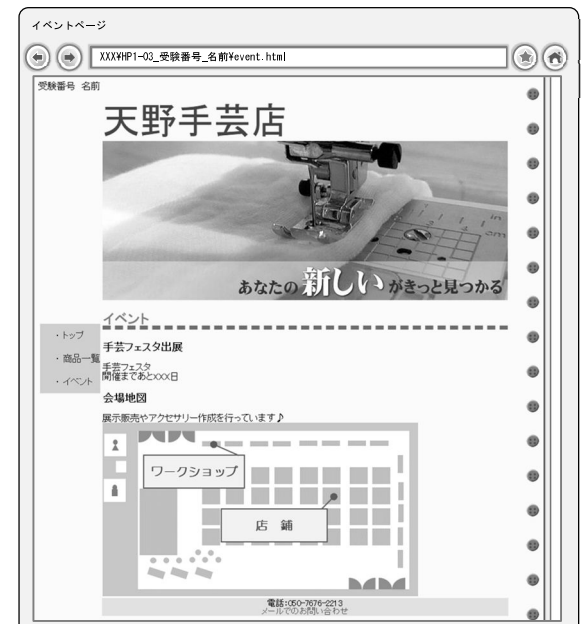 イベントページ
XXX¥HP1-03_受験番号_名前¥event.html
受験番号 名前
天野手芸店
あなたの新しいがきっと見つかる
・トップ
・商品一覧
・イベント
イベント
手芸フェスタ出展
手芸フェスタ
開催まであとxxx日
会場地図
展示販売やアクセサリー作成を行っています♪
ワークショップ
店舗
電話:050-7676-2213
メールでのお問い合わせ